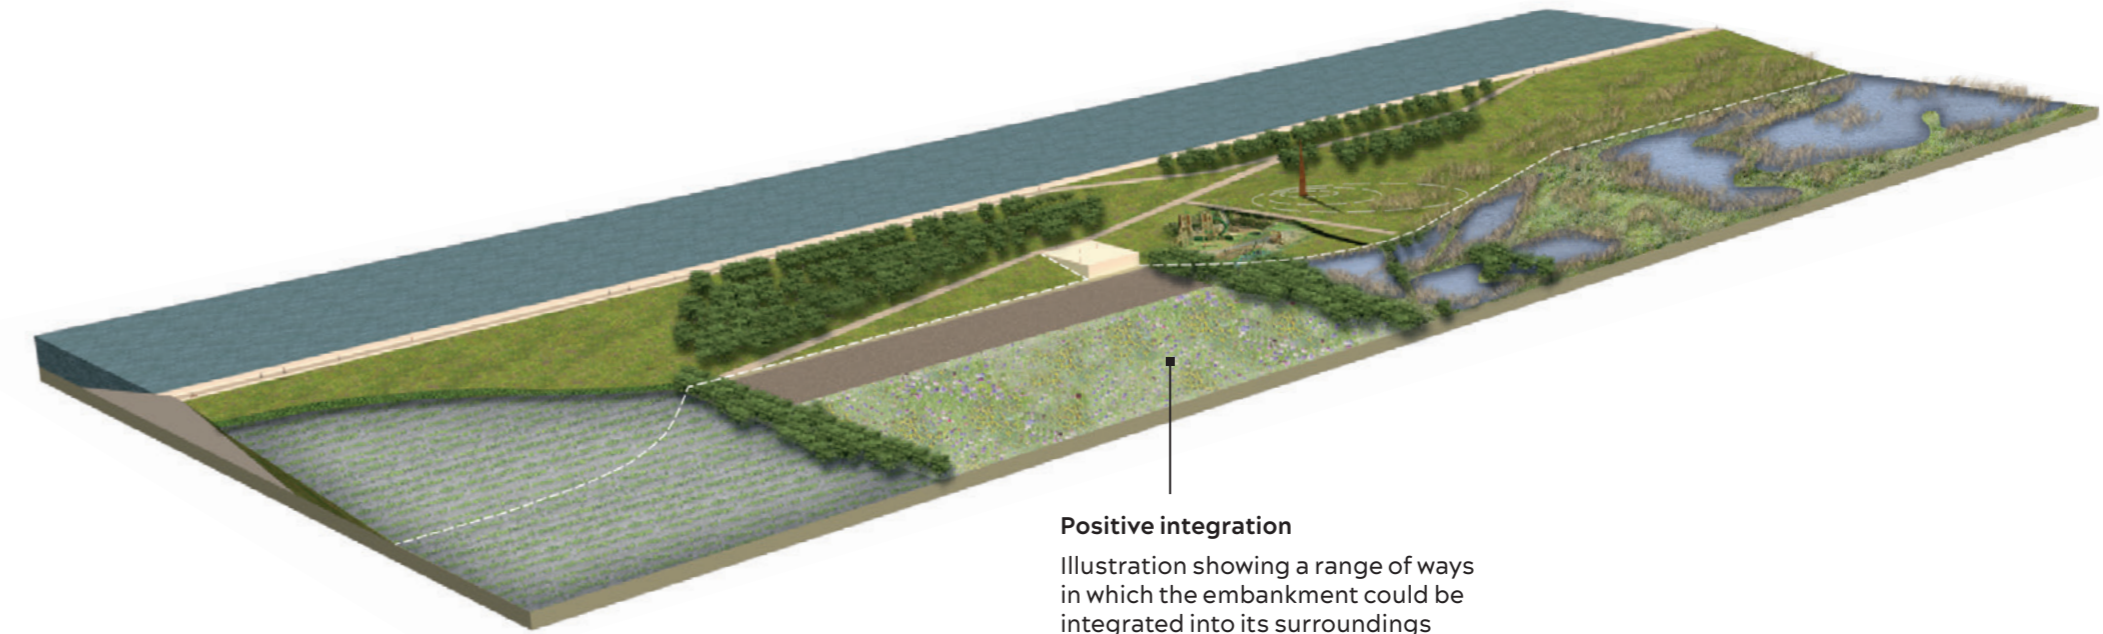 Positive integration
Illustration showing a range of ways
in which the embankment could be
integrated into its surroundings